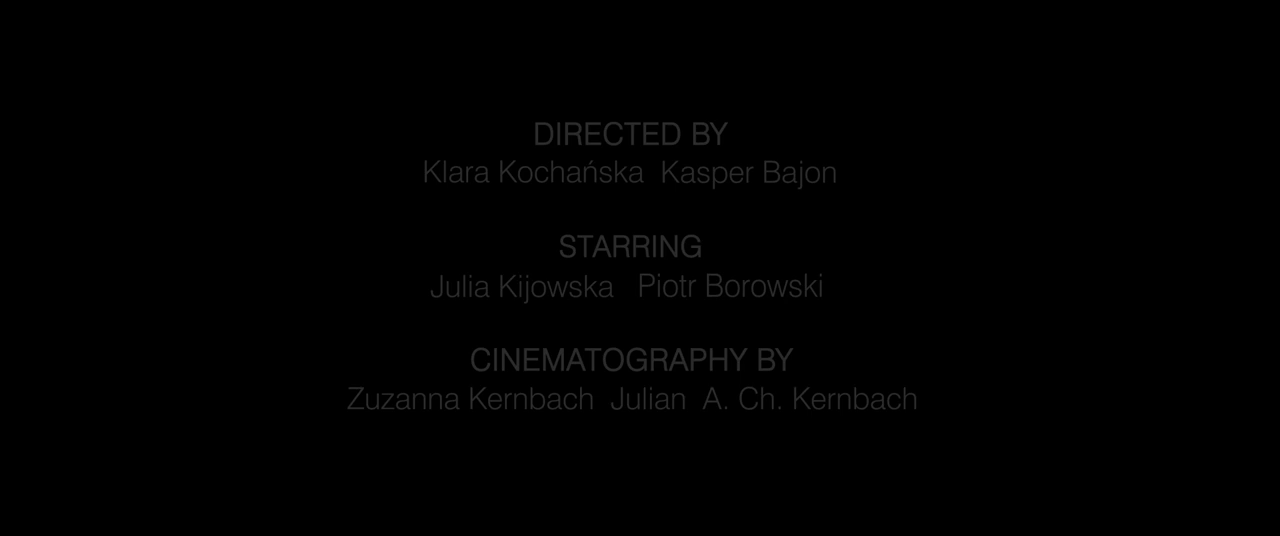 DIRECTED BY
Klara Kochańska Kasper Bajon
STARRING
Julia Kijowska Piotr Borowski
CINEMATOGRAPHY BY
Zuzanna Kernbach Julian A. Ch. Kernbach